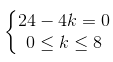 24 − 4k = 0
0 ≤ k ≤ 8